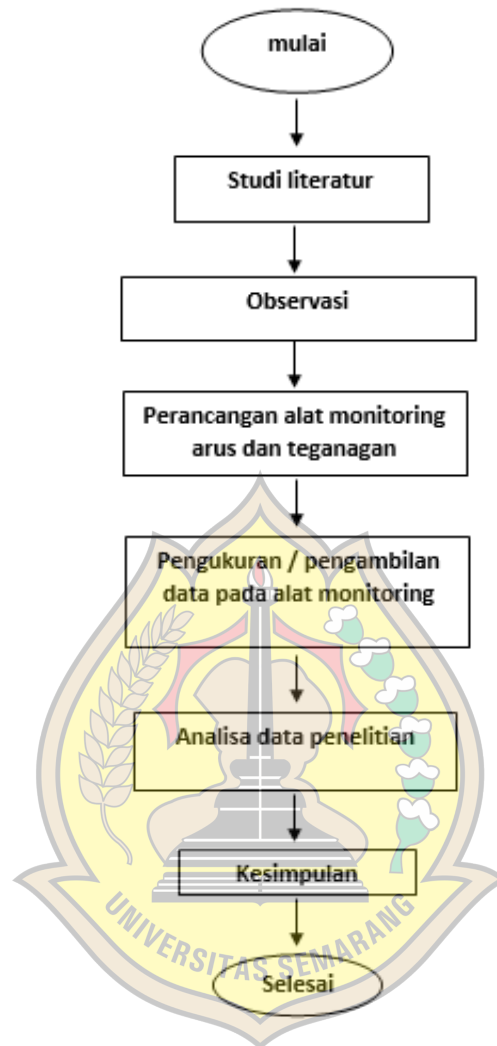 mulai
Studi literatur
Observasi
Perancangan alat monitoring
arus dan teganagan
Pengukuran / pengambilan
data pada alat monitoring
Analisa data penelitian
Kesimpulan
UNIVERSITAS SEMARANG
Selesai